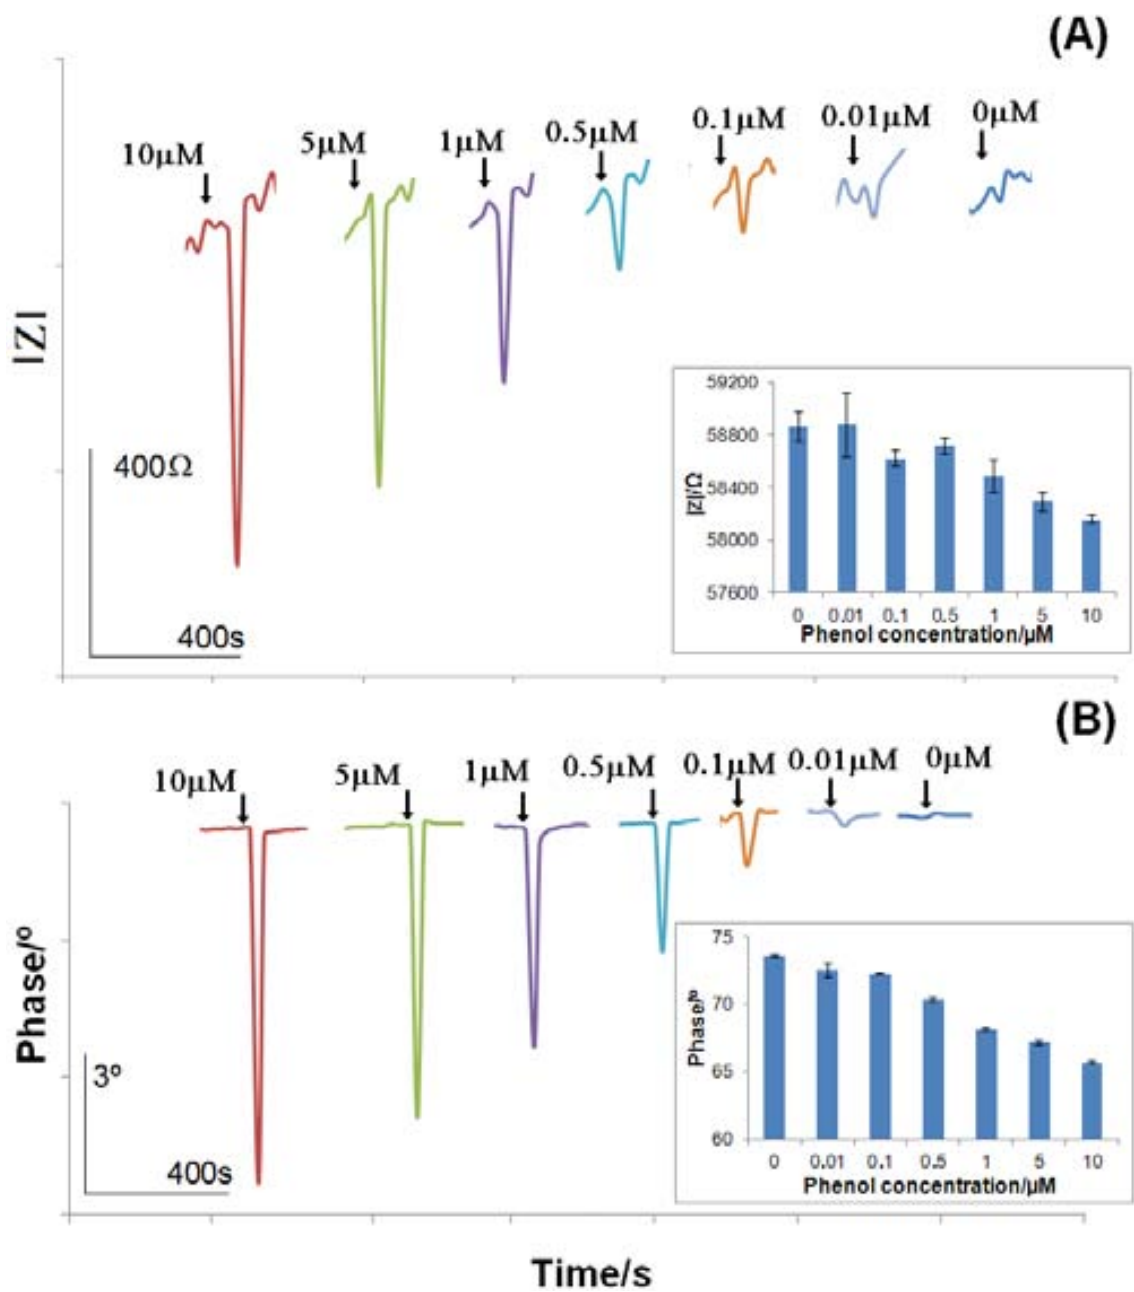 (A)
10µM
5µM
1µM
0.5µM
0.1µM
0.01µM
0µM
|Z|
400Ω
400s
59200
58800
58400
58000
57600
|Z|/Ω
0 0.01 0.1 0.5 1 5 10
Phenol concentration/µM
(B)
10µM
5µM
1µM
0.5µM
0.1µM
0.01µM
0µM
Phase/º
3º
400s
75
70
65
60
Phase/º
0 0.01 0.1 0.5 1 5 10
Phenol concentration/µM
Time/s